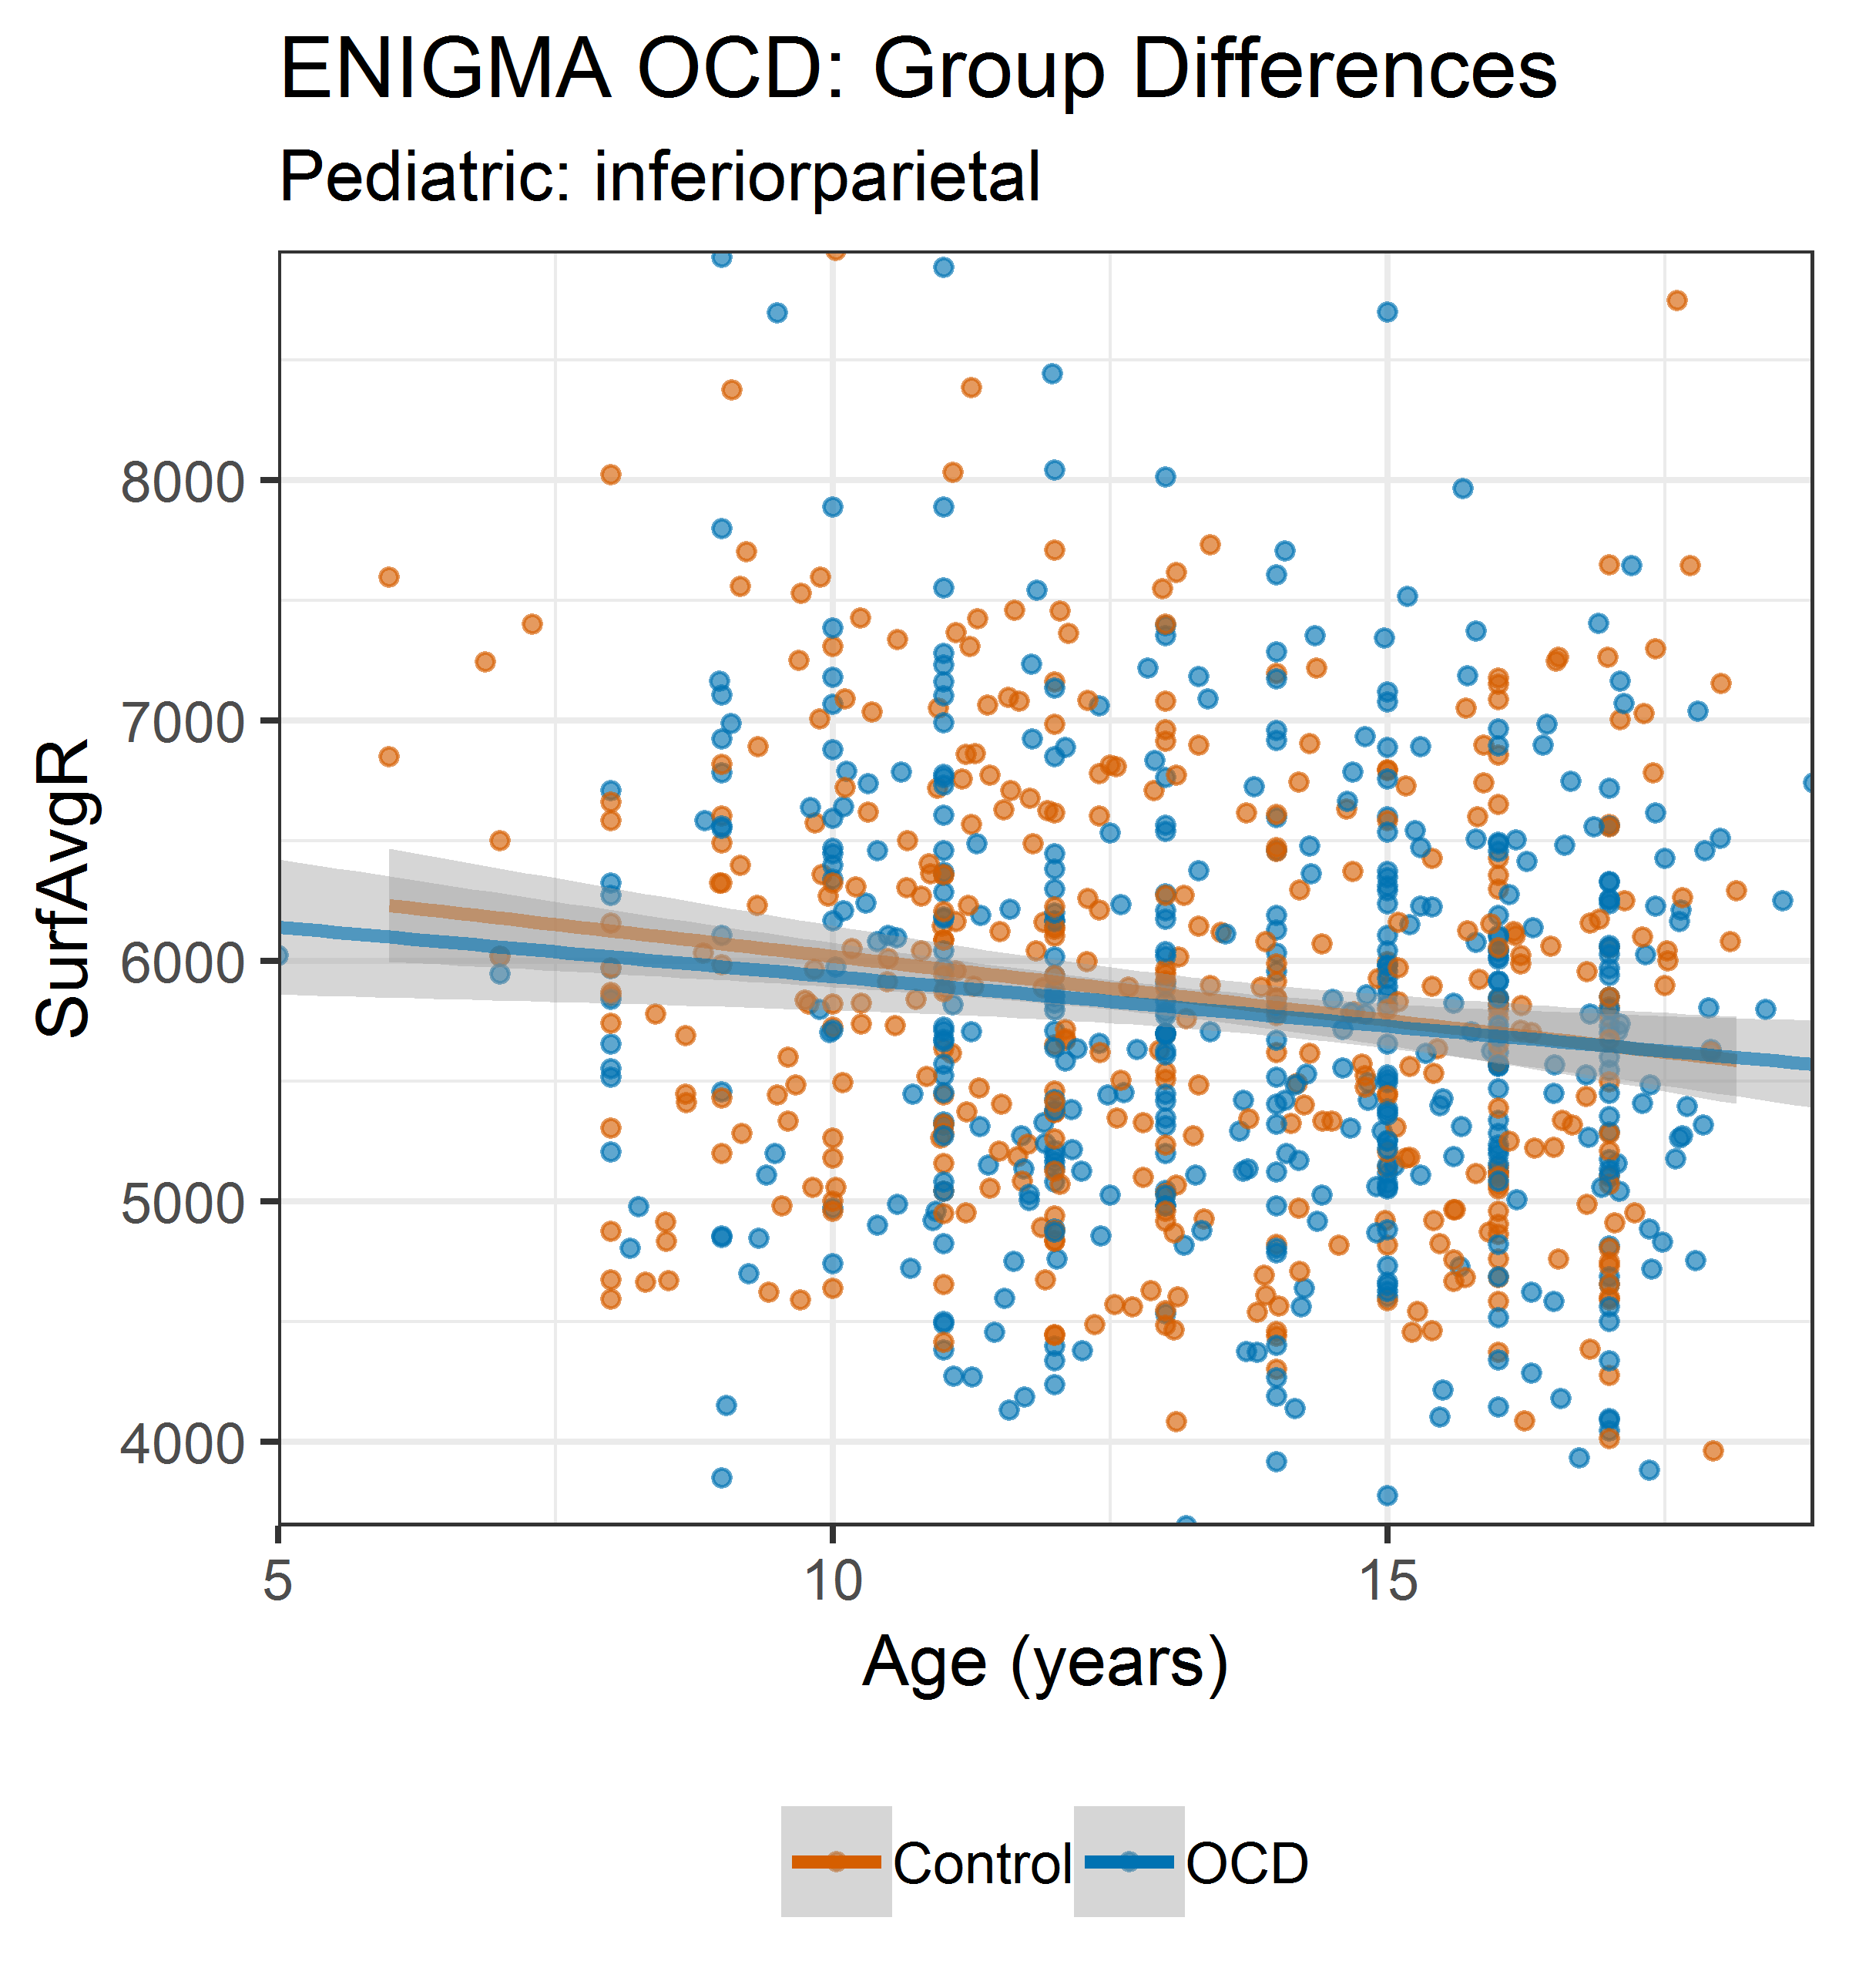 ENIGMA OCD: Group Differences
Pediatric: inferiorparietal
SurfAvgR
8000
7000
6000
5000
4000
5 10 15
Age (years)
Control OCD